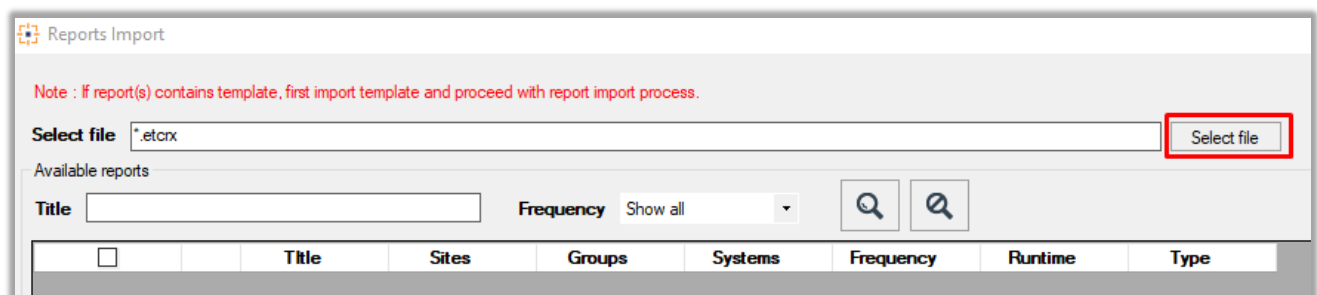 Reports Import
Note : If report(s) contains template, first import template and proceed with report import process.
Select file *.etcrx Select file
Available reports
Title Frequency Show all
TItle Sites Groups Systems Frequency Runtime Type